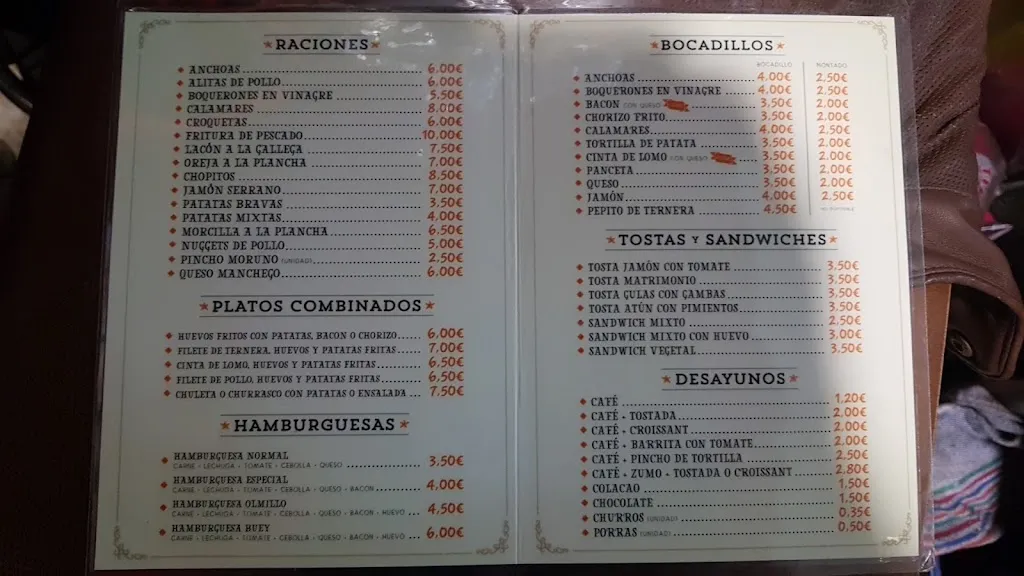 RACIONES
ANCHOAS 6.00€
ALITAS DE POLLO 6.00€
BOQUERONES EN VINAGRE 5.50€
CALAMARES 8.00€
CROQUETAS 6.00€
FRITURA DE PESCADO 10.00€
LACÓN A LA GALLEGA 7.50€
OREJA A LA PLANCHA 7.00€
CHOPITOS 8.50€
JAMÓN SERRANO 7.00€
PATATAS BRAVAS 3.50€
PATATAS MIXTAS 4.00€
MORCILLA A LA PLANCHA 6.50€
NUGGETS DE POLLO 5.00€
PINCHO MORUNO (UNIDAD) 2.50€
QUESO MANCHEGO 6.00€
PLATOS COMBINADOS
HUEVOS FRITOS CON PATATAS, BACON O CHORIZO 6.00€
FILETE DE TERNERA, HUEVOS Y PATATAS FRITAS 7.00€
CINTA DE LOMO, HUEVOS Y PATATAS FRITAS 6.50€
FILETE DE POLLO, HUEVOS Y PATATAS FRITAS 6.50€
CHULETA O CHURRASCO CON PATATAS O ENSALADA 7.50€
HAMBURGUESAS
HAMBURGUESA NORMAL
CARNE - LECHUGA - TOMATE - CEBOLLA - QUESO 3.50€
HAMBURGUESA ESPECIAL
CARNE - LECHUGA - TOMATE - CEBOLLA - QUESO - BACON 4.00€
HAMBURGUESA OLMILLO
CARNE - LECHUGA - TOMATE - CEBOLLA - QUESO - BACON - HUEVO 4.50€
HAMBURGUESA BUEY
CARNE - LECHUGA - TOMATE - CEBOLLA - QUESO - BACON - HUEVO 6.00€
BOCADILLOS
BOCADILLO MONTADO
ANCHOAS 4.00€ 2.50€
BOQUERONES EN VINAGRE 4.00€ 2.50€
BACON CON QUESO 3.50€ 2.00€
CHORIZO FRITO 3.50€ 2.00€
CALAMARES 4.00€ 2.50€
TORTILLA DE PATATA 3.50€ 2.00€
CINTA DE LOMO CON QUESO 3.50€ 2.00€
PANCETA 3.50€ 2.00€
QUESO 3.50€ 2.00€
JAMÓN 4.00€ 2.50€
PEPITO DE TERNERA 4.50€ NO DISPONIBLE
TOSTAS Y SANDWICHES
TOSTA JAMÓN CON TOMATE 3.50€
TOSTA MATRIMONIO 3.50€
TOSTA GULAS CON GAMBAS 3.50€
TOSTA ATÚN CON PIMIENTOS 3.50€
SANDWICH MIXTO 2.50€
SANDWICH MIXTO CON HUEVO 3.00€
SANDWICH VEGETAL 3.50€
DESAYUNOS
CAFÉ 1,20€
CAFÉ + TOSTADA 2.00€
CAFÉ + CROISSANT 2.00€
CAFÉ + BARRITA CON TOMATE 2.00€
CAFÉ + PINCHO DE TORTILLA 2.50€
CAFÉ + ZUMO + TOSTADA O CROISSANT 2.80€
COLACAO 1.50€
CHOCOLATE 1.50€
CHURROS (UNIDAD) 0.35€
PORRAS (UNIDAD) 0.50€